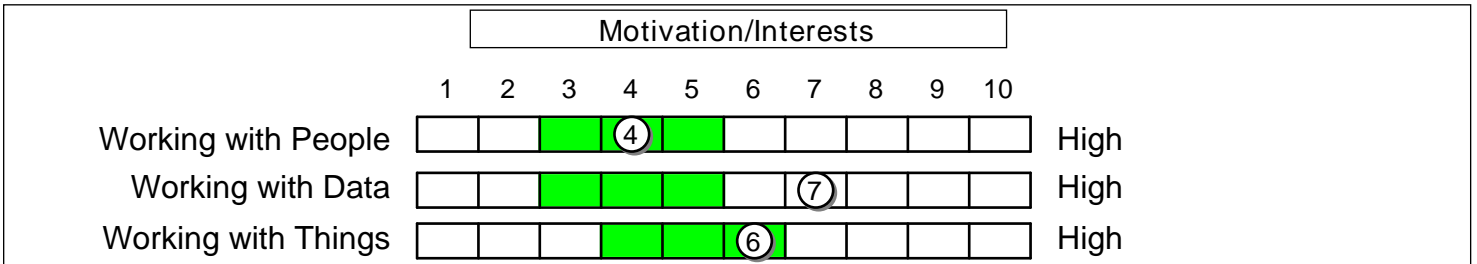 Motivation/Interests
1 2 3 4 5 6 7 8 9 10
Working with People 4 High
Working with Data 7 High
Working with Things 6 High